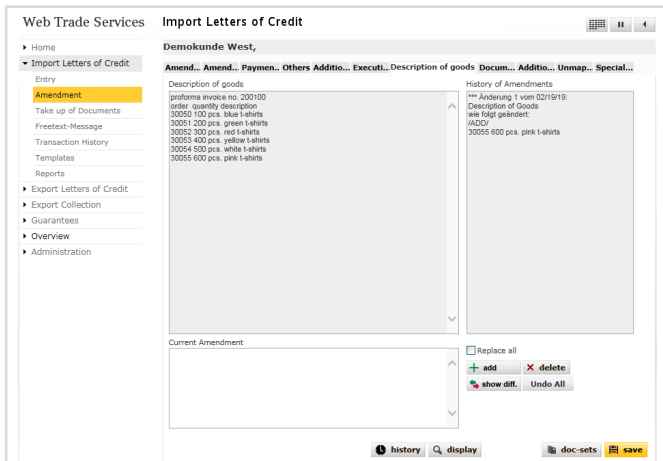 Web Trade Services
Import Letters of Credit
Home
Import Letters of Credit
Entry
Amendment
Take up of Documents
Freetext-Message
Transaction History
Templates
Reports
Export Letters of Credit
Export Collection
Guarantees
Overview
Administration
Demokunde West,
Amend... Amend... Paymen.. Others Additio... Executi... Description of goods Docum... Additio... Unmap... Special...
Description of goods
proforma invoice no. 200100
order quantity description
30050 100 pcs. blue t-shirts
30051 200 pcs. green t-shirts
30052 300 pcs. red t-shirts
30053 400 pcs. yellow t-shirts
30054 500 pcs. white t-shirts
30055 600 pcs. pink t-shirts
History of Amendments
*** Änderung 1 vom 02/19/19:
Description of Goods
wie folgt geändert:
/ADD/
30055 600 pcs. pink t-shirts
Current Amendment
Replace all
add
delete
show diff.
Undo All
history
display
doc-sets
save